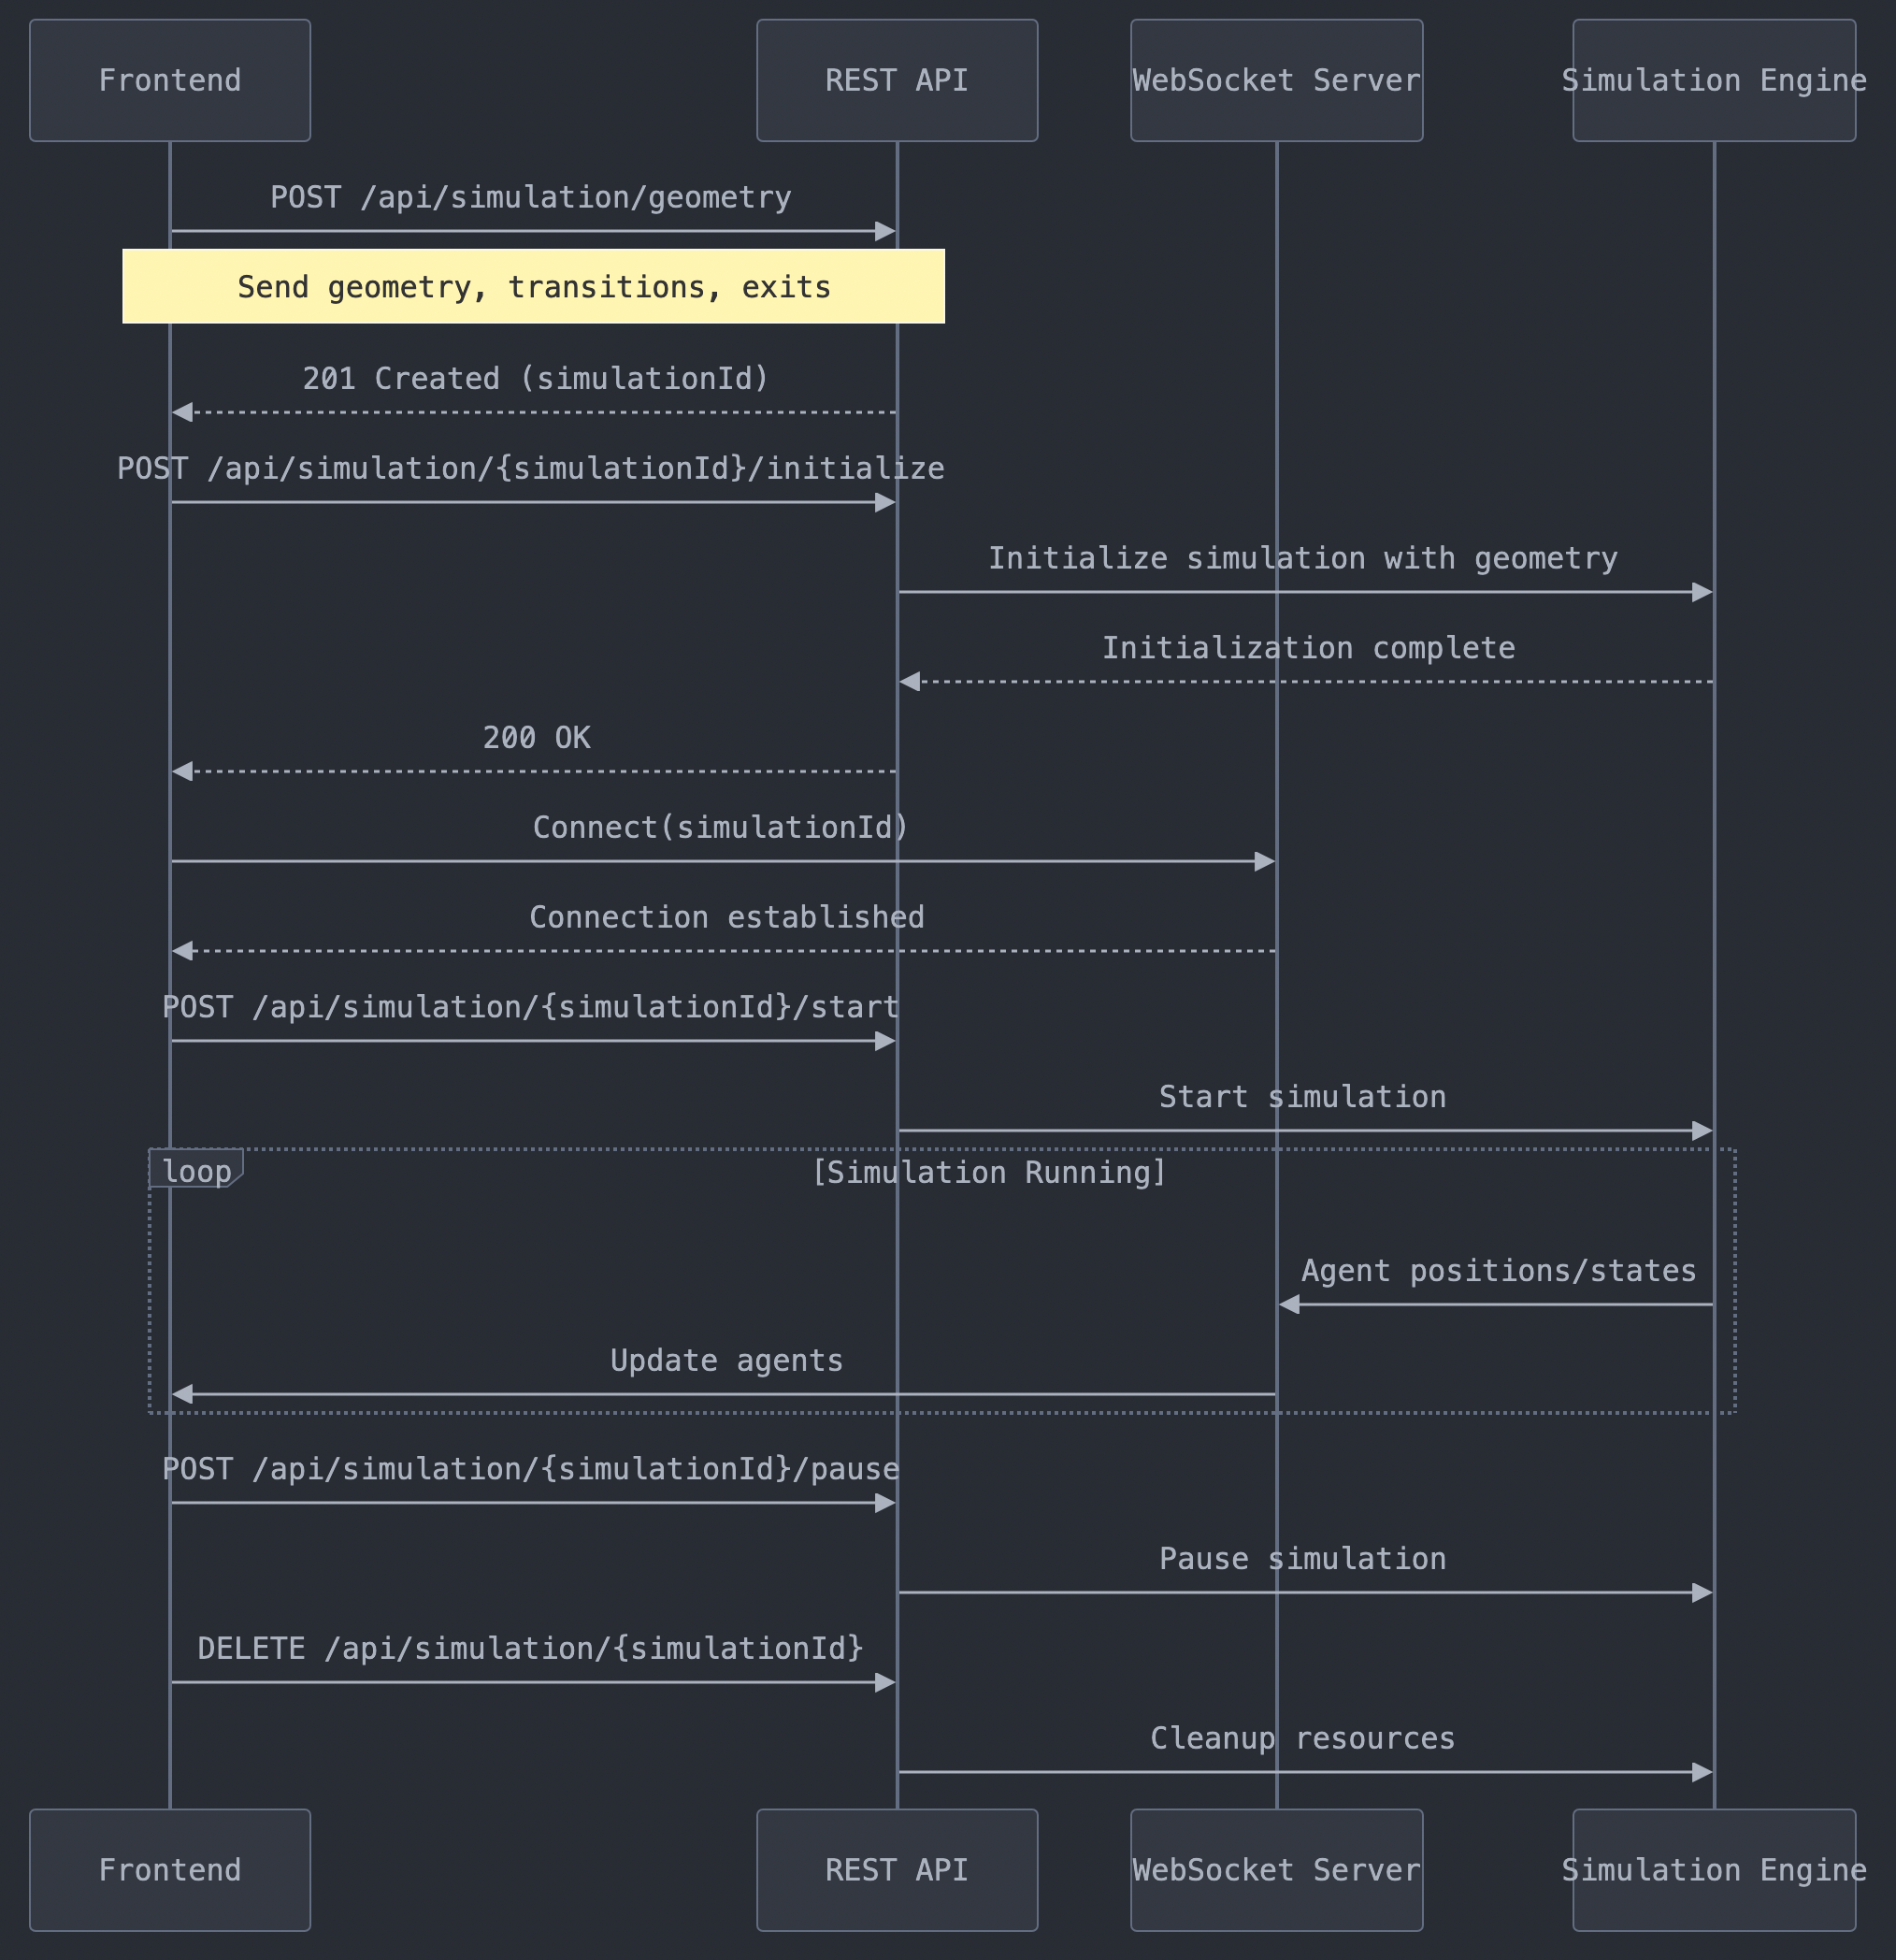 Frontend
REST API
WebSocket Server
Simulation Engine
POST /api/simulation/geometry
Send geometry, transitions, exits
201 Created (simulationId)
POST /api/simulation/{simulationId}/initialize
Initialize simulation with geometry
Initialization complete
200 OK
Connect(simulationId)
Connection established
POST /api/simulation/{simulationId}/start
Start simulation
loop
[Simulation Running]
Agent positions/states
Update agents
POST /api/simulation/{simulationId}/pause
Pause simulation
DELETE /api/simulation/{simulationId}
Cleanup resources
Frontend
REST API
WebSocket Server
Simulation Engine